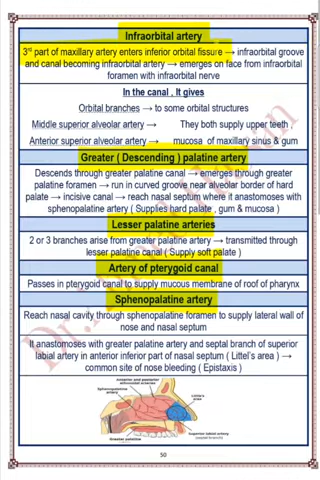 Infraorbital artery
3rd part of maxillary artery enters inferior orbital fissure → infraorbital groove
and canal becoming infraorbital artery → emerges on face from infraorbital
foramen with infraorbital nerve
In the canal , It gives
Orbital branches → to some orbital structures
Middle superior alveolar artery → They both supply upper teeth ,
Anterior superior alveolar artery → mucosa of maxillary sinus & gum
Greater ( Descending ) palatine artery
Descends through greater palatine canal → emerges through greater
palatine foramen → run in curved groove near alveolar border of hard
palate → incisive canal → reach nasal septum where it anastomoses with
sphenopalatine artery ( Supplies hard palate , gum & mucosa )
Lesser palatine arteries
2 or 3 branches arise from greater palatine artery → transmitted through
lesser palatine canal ( Supply soft palate )
Artery of pterygoid canal
Passes in pterygoid canal to supply mucous membrane of roof of pharynx
Sphenopalatine artery
Reach nasal cavity through sphenopalatine foramen to supply lateral wall of
nose and nasal septum
It anastomoses with greater palatine artery and septal branch of superior
labial artery in anterior inferior part of nasal septum ( Littel's area ) →
common site of nose bleeding ( Epistaxis )
Anterior and posterior
ethmoidal arteries
Sphenopalatine
artery
Little's
area
Superior labial artery
Greater palatine
50